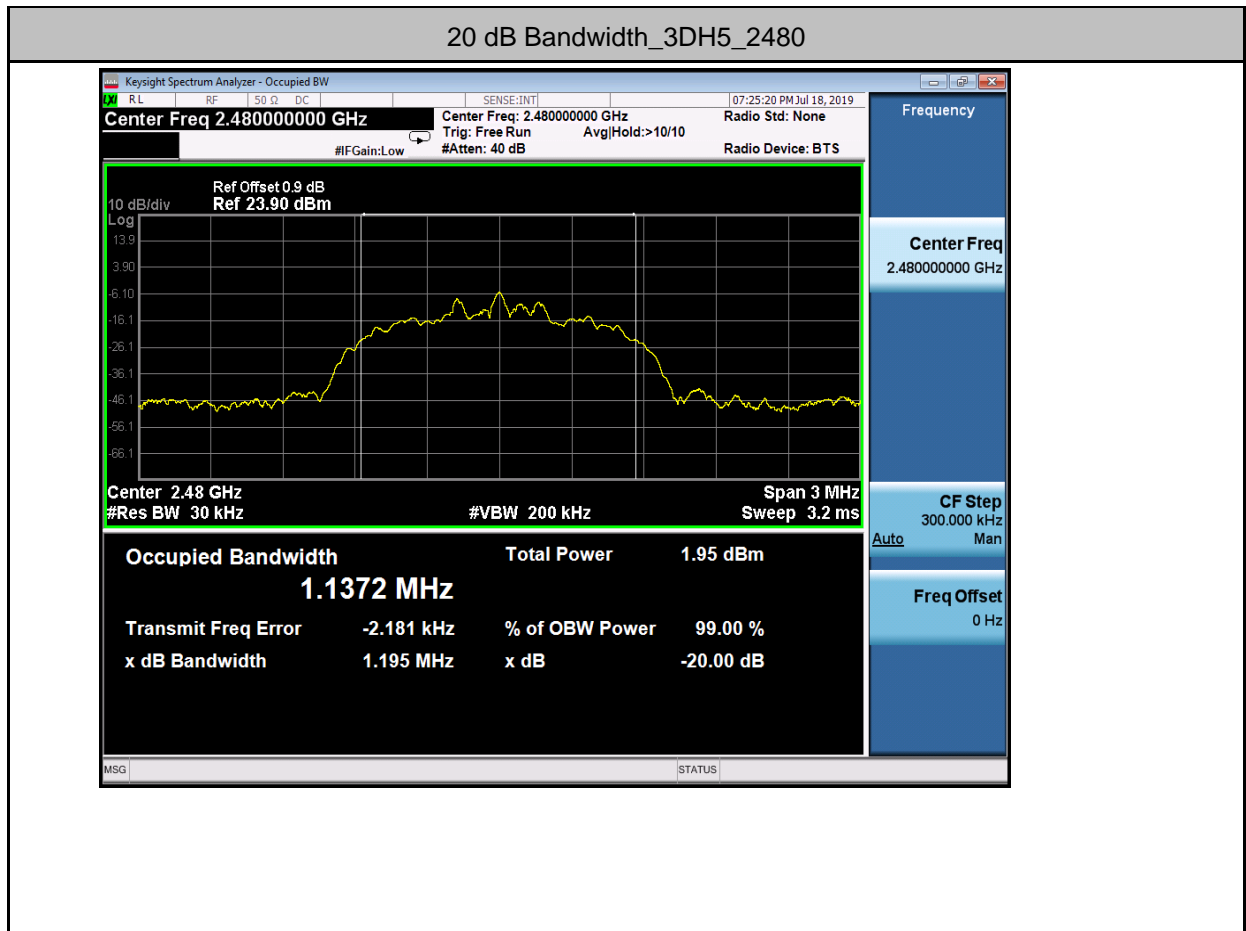 20 dB Bandwidth_3DH5_2480
Keysight Spectrum Analyzer - Occupied BW
LXI RL RF 50 Ω DC SENSE:INT 07:25:20 PM Jul 18, 2019
Center Freq 2.480000000 GHz Center Freq: 2.480000000 GHz Radio Std: None
Trig: Free Run Avg|Hold:>10/10
#IFGain:Low #Atten: 40 dB Radio Device: BTS
Frequency
Ref Offset 0.9 dB
10 dB/div Ref 23.90 dBm
Log
13.9
3.90
-6.10
-16.1
-26.1
-36.1
-46.1
-56.1
-66.1
Center Freq
2.480000000 GHz
Center 2.48 GHz Span 3 MHz
#Res BW 30 kHz #VBW 200 kHz Sweep 3.2 ms
CF Step
300.000 kHz
Auto Man
Freq Offset
0 Hz
Occupied Bandwidth Total Power 1.95 dBm
1.1372 MHz
Transmit Freq Error -2.181 kHz % of OBW Power 99.00 %
x dB Bandwidth 1.195 MHz x dB -20.00 dB
MSG STATUS